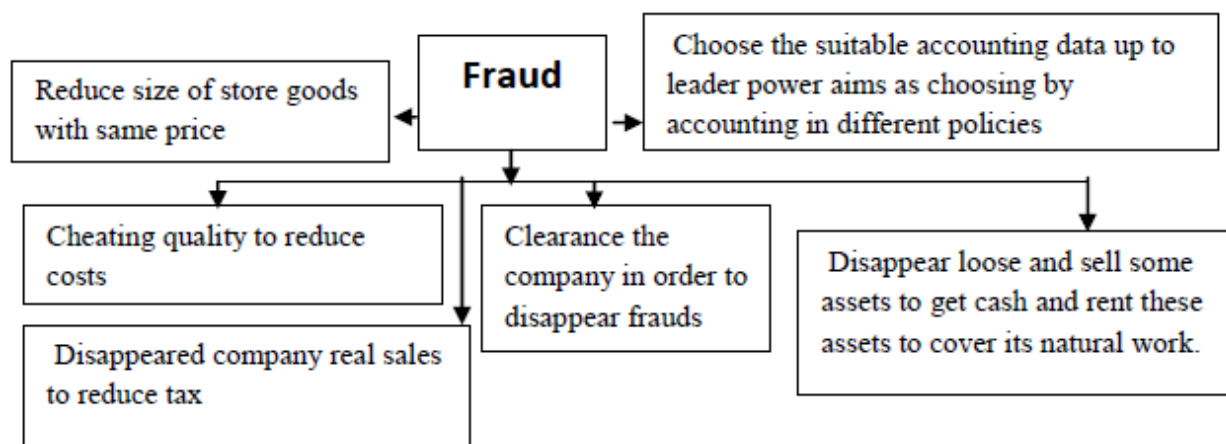 Fraud
Reduce size of store goods
with same price
Choose the suitable accounting data up to
leader power aims as choosing by
accounting in different policies
Cheating quality to reduce
costs
Disappeared company real sales
to reduce tax
Clearance the
company in order to
disappear frauds
Disappear loose and sell some
assets to get cash and rent these
assets to cover its natural work.